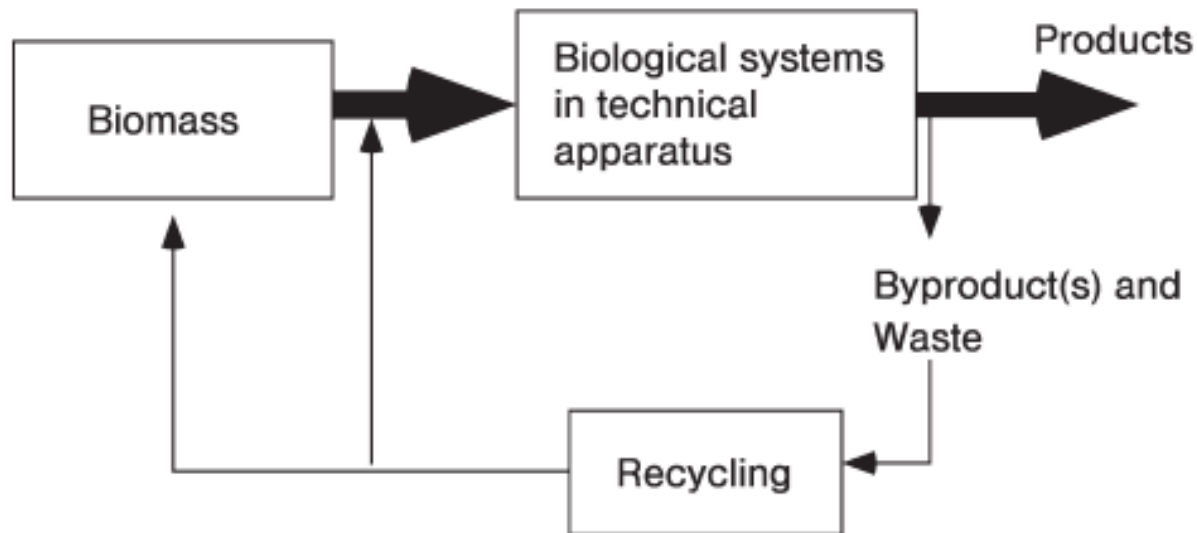 Biomass
Biological systems
in technical
apparatus
Products
Byproduct(s) and
Waste
Recycling